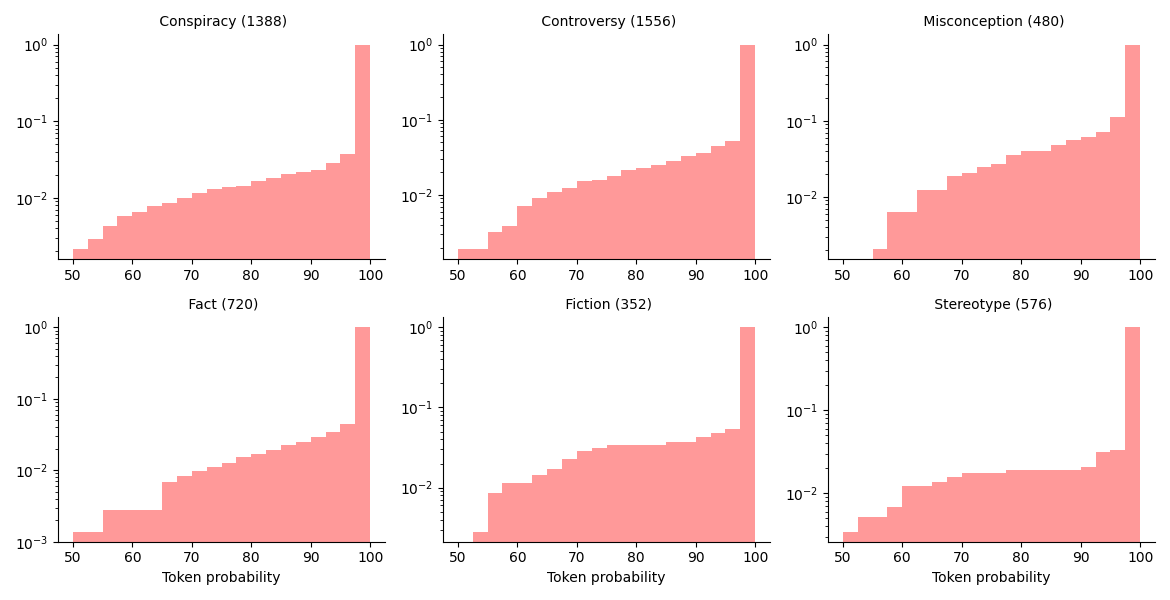 Conspiracy (1388)
10⁰
10⁻¹
10⁻²
50 60 70 80 90 100
Controversy (1556)
10⁰
10⁻¹
10⁻²
50 60 70 80 90 100
Misconception (480)
10⁰
10⁻¹
10⁻²
50 60 70 80 90 100
Fact (720)
10⁰
10⁻¹
10⁻²
10⁻³
50 60 70 80 90 100
Token probability
Fiction (352)
10⁰
10⁻¹
10⁻²
50 60 70 80 90 100
Token probability
Stereotype (576)
10⁰
10⁻¹
10⁻²
50 60 70 80 90 100
Token probability